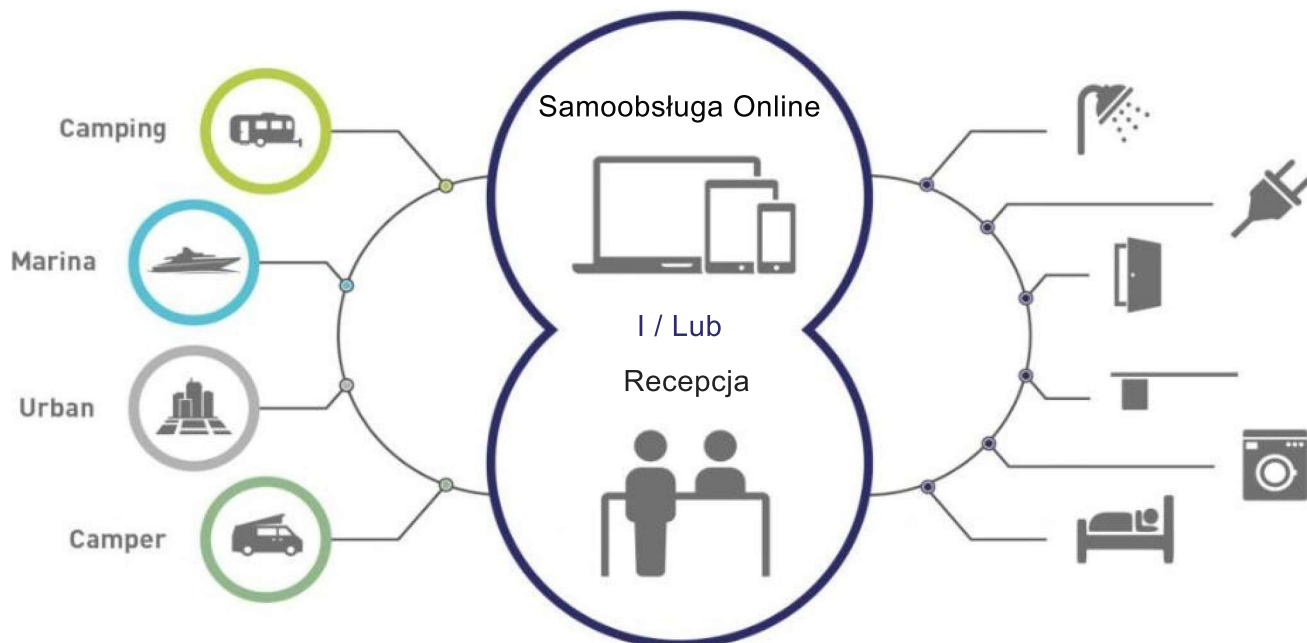 Samoobsługa Online
Camping
Marina
I / Lub
Recepcja
Urban
Camper